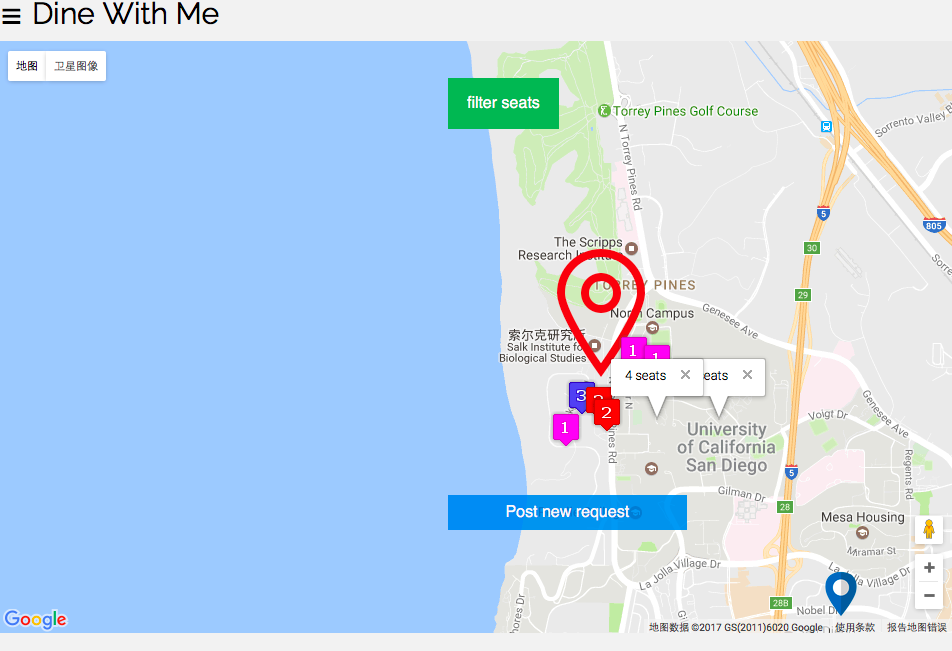 Dine With Me
地图
卫星图像
filter seats
Torrey Pines Golf Course
N Torrey Pines Rd
Sorrento Valley
5
805
30
29
The Scripps
Research Institute
TORREY PINES
North Campus
Genesee Ave
索尔克研究所
Salk Institute for
Biological Studies
1
1
4 seats
eats
3
2
2
1
N
ines Rd
University
of California
San Diego
Voigt Dr
Genesee Ave
Regents Rd
5
Gilman Dr
28
Post new request
Mesa Housing
Miramar St
La Jolla Village Dr
La Jolla Village Dr
28B
Nobel Dr
hores Dr
Google
地图数据 ©2017 GS(2011)6020 Google
使用条款
报告地图错误